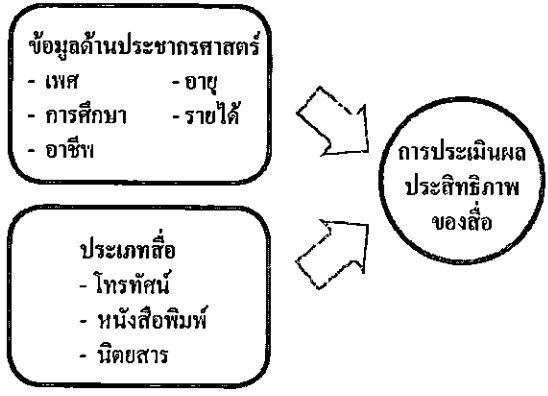 ข้อมูลด้านประชากรศาสตร์
- เพศ - อายุ
- การศึกษา - รายได้
- อาชีพ
การประเมินผล
ประสิทธิภาพ
ของสื่อ
ประเภทสื่อ
- โทรทัศน์
- หนังสือพิมพ์
- นิตยสาร